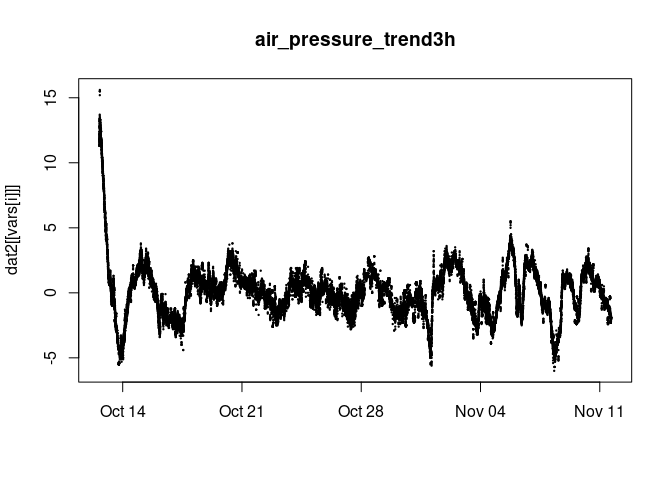 air_pressure_trend3h
dat2[[vars[i]]]
15
10
5
0
-5
Oct 14
Oct 21
Oct 28
Nov 04
Nov 11